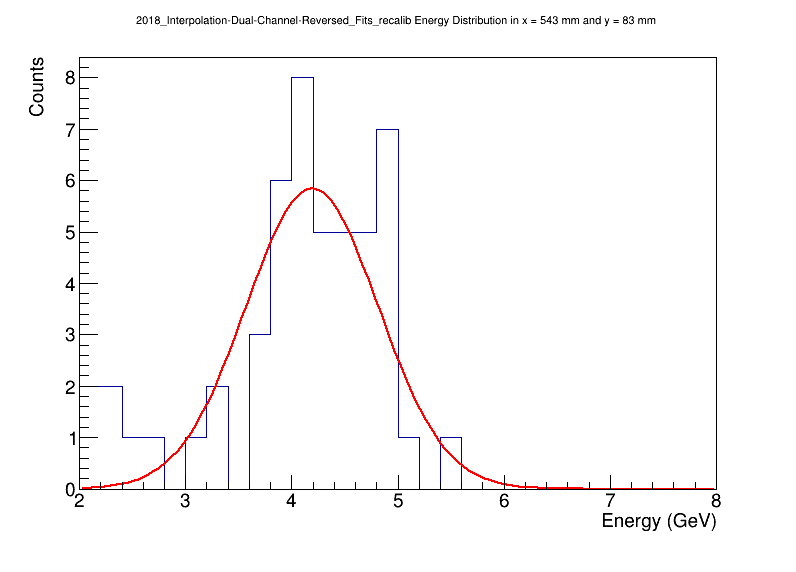 2018_Interpolation-Dual-Channel-Reversed_Fits_recalib Energy Distribution in x = 543 mm and y = 83 mm
Counts
8
7
6
5
4
3
2
1
0
2 3 4 5 6 7 8
Energy (GeV)